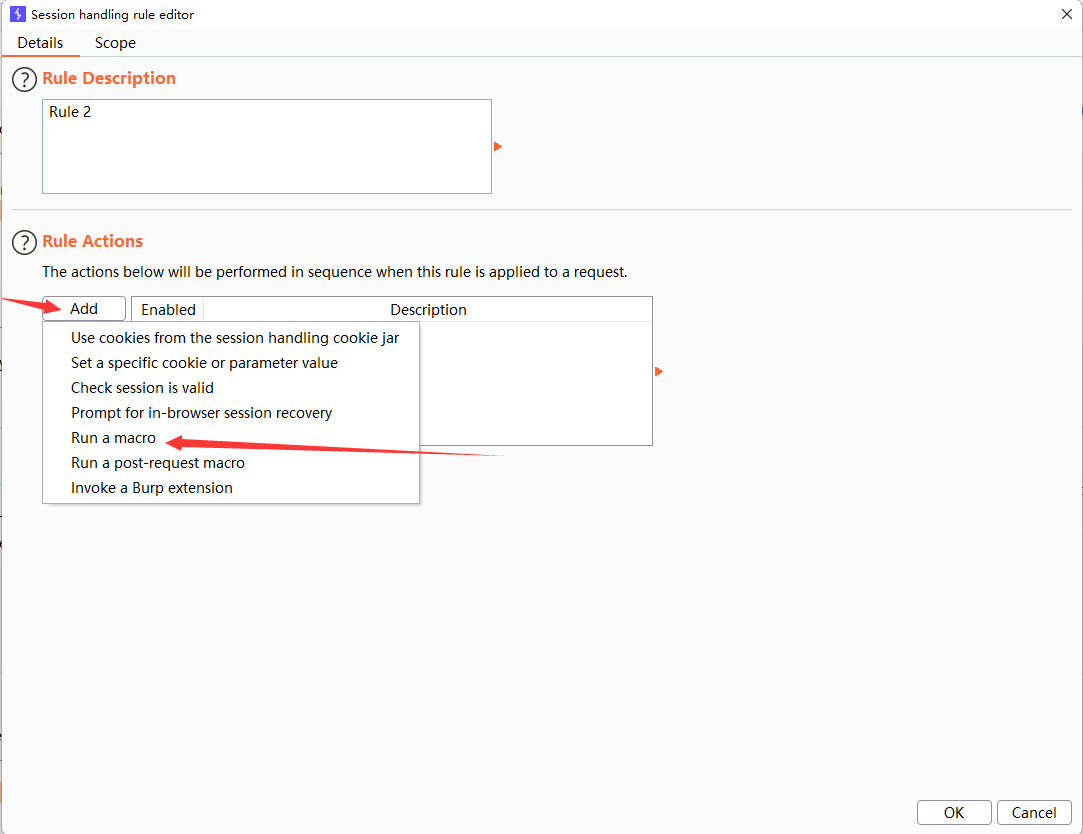 Session handling rule editor
Details Scope
? Rule Description
Rule 2
? Rule Actions
The actions below will be performed in sequence when this rule is applied to a request.
Add Enabled Description
Use cookies from the session handling cookie jar
Set a specific cookie or parameter value
Check session is valid
Prompt for in-browser session recovery
Run a macro
Run a post-request macro
Invoke a Burp extension
OK Cancel